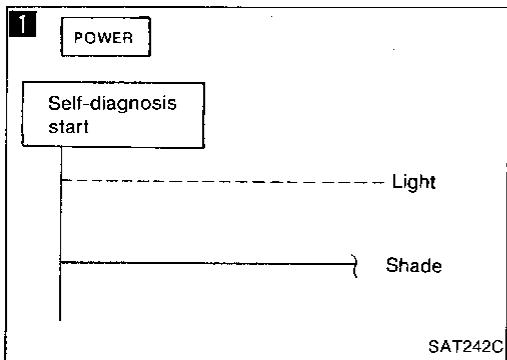 1
POWER
Self-diagnosis
start
Light
Shade
SAT242C